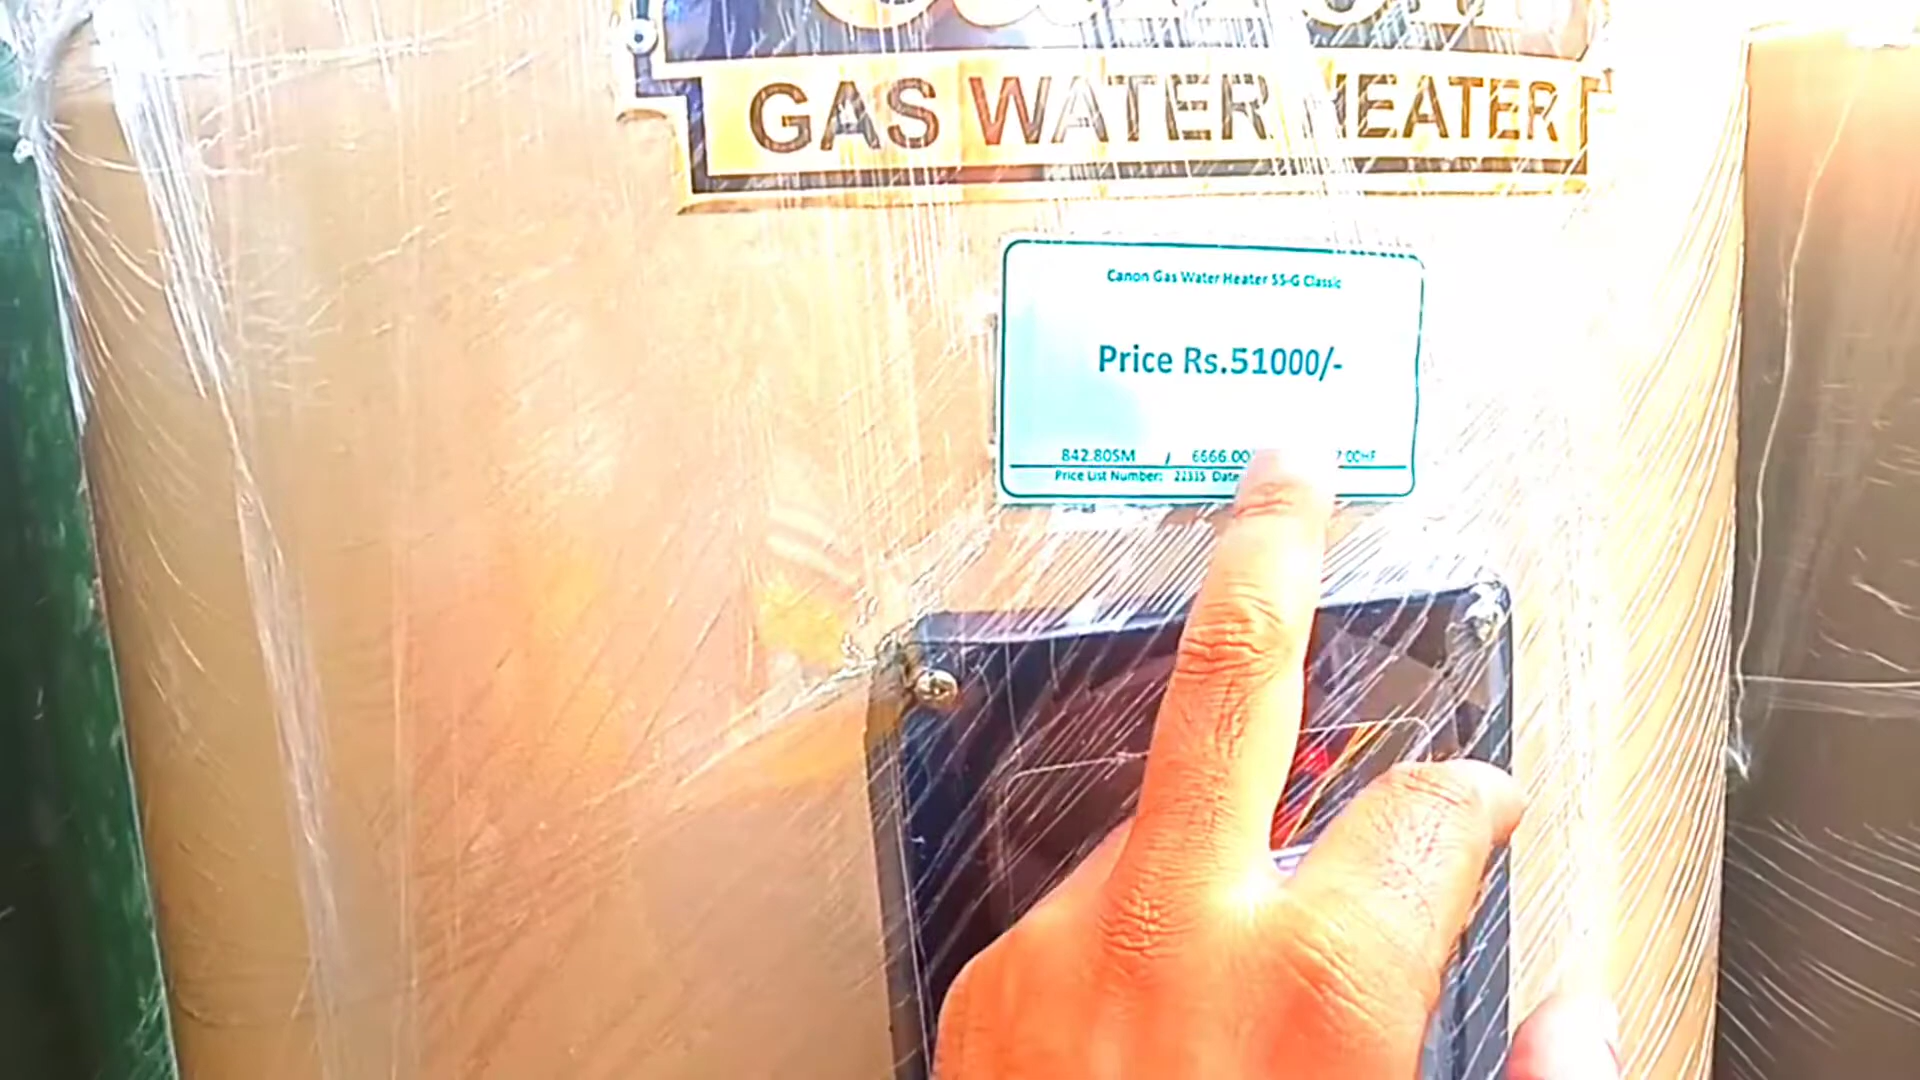 GAS WATER HEATER
Canon Gas Water Heater 55-G Classic
Price Rs.51000/-
842.80SM / 6666.00
Price List Number: 22335 Date